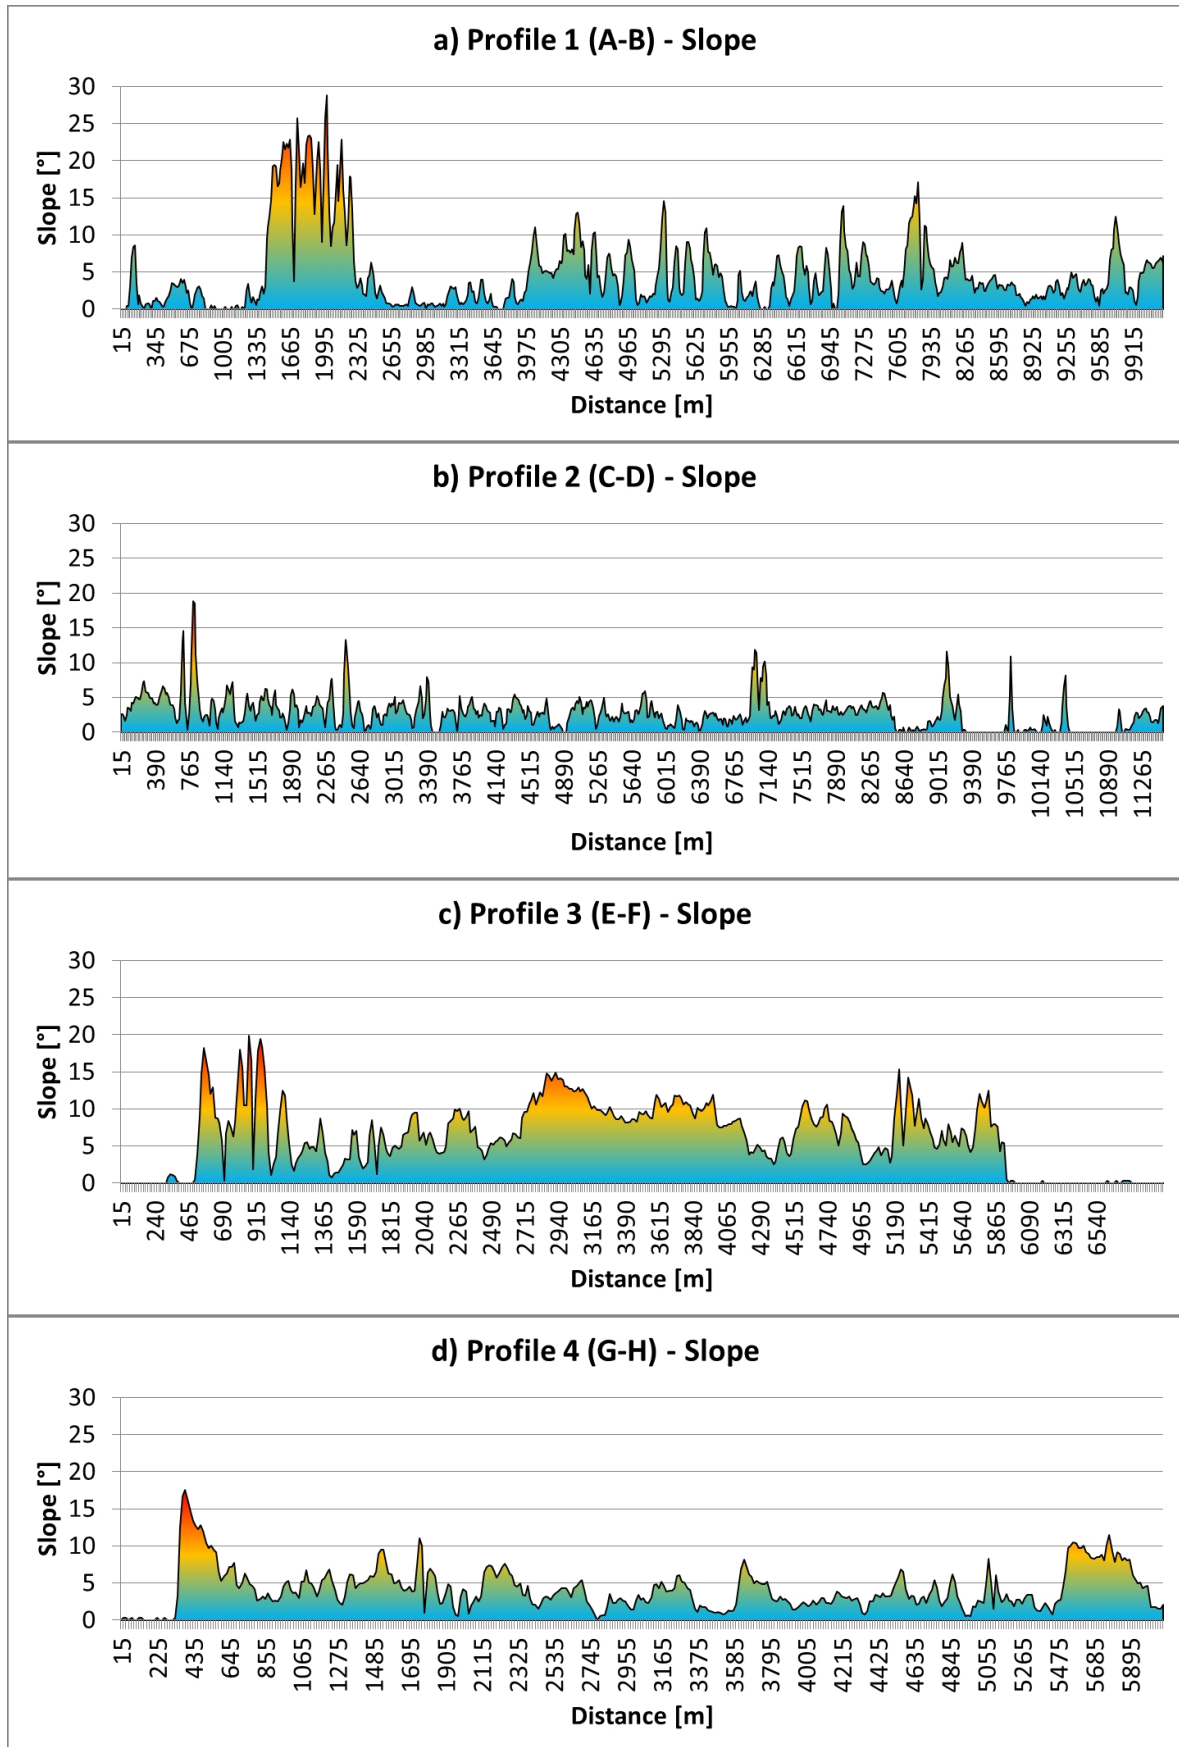 a) Profile 1 (A-B) - Slope
30
25
20
15
10
5
0
Slope [°]
15 345 675 1005 1335 1665 1995 2325 2655 2985 3315 3645 3975 4305 4635 4965 5295 5625 5955 6285 6615 6945 7275 7605 7935 8265 8595 8925 9255 9585 9915
Distance [m]
b) Profile 2 (C-D) - Slope
30
25
20
15
10
5
0
Slope [°]
15 390 765 1140 1515 1890 2265 2640 3015 3390 3765 4140 4515 4890 5265 5640 6015 6390 6765 7140 7515 7890 8265 8640 9015 9390 9765 10140 10515 10890 11265
Distance [m]
c) Profile 3 (E-F) - Slope
30
25
20
15
10
5
0
Slope [°]
15 240 465 690 915 1140 1365 1590 1815 2040 2265 2490 2715 2940 3165 3390 3615 3840 4065 4290 4515 4740 4965 5190 5415 5640 5865 6090 6315 6540
Distance [m]
d) Profile 4 (G-H) - Slope
30
25
20
15
10
5
0
Slope [°]
15 225 435 645 855 1065 1275 1485 1695 1905 2115 2325 2535 2745 2955 3165 3375 3585 3795 4005 4215 4425 4635 4845 5055 5265 5475 5685 5895
Distance [m]